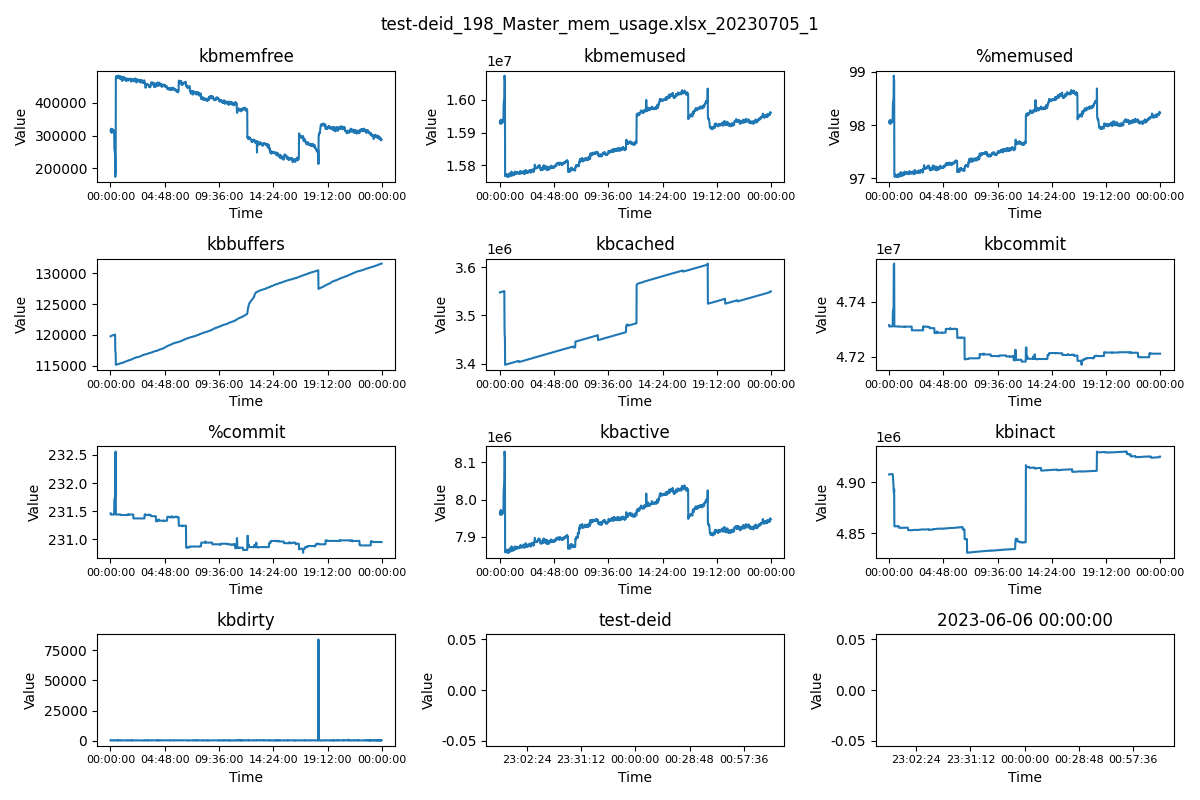 test-deid_198_Master_mem_usage.xlsx_20230705_1
kbmemfree
Value
400000
300000
200000
00:00:00 04:48:00 09:36:00 14:24:00 19:12:00 00:00:00
Time
kbmemused
1e7
Value
1.60
1.59
1.58
00:00:00 04:48:00 09:36:00 14:24:00 19:12:00 00:00:00
Time
%memused
Value
99
98
97
00:00:00 04:48:00 09:36:00 14:24:00 19:12:00 00:00:00
Time
kbbuffers
Value
130000
125000
120000
115000
00:00:00 04:48:00 09:36:00 14:24:00 19:12:00 00:00:00
Time
kbcached
1e6
Value
3.6
3.5
3.4
00:00:00 04:48:00 09:36:00 14:24:00 19:12:00 00:00:00
Time
kbcommit
1e7
Value
4.74
4.72
00:00:00 04:48:00 09:36:00 14:24:00 19:12:00 00:00:00
Time
%commit
Value
232.5
232.0
231.5
231.0
00:00:00 04:48:00 09:36:00 14:24:00 19:12:00 00:00:00
Time
kbactive
1e6
Value
8.1
8.0
7.9
00:00:00 04:48:00 09:36:00 14:24:00 19:12:00 00:00:00
Time
kbinact
1e6
Value
4.90
4.85
00:00:00 04:48:00 09:36:00 14:24:00 19:12:00 00:00:00
Time
kbdirty
Value
75000
50000
25000
0
00:00:00 04:48:00 09:36:00 14:24:00 19:12:00 00:00:00
Time
test-deid
Value
0.05
0.00
-0.05
23:02:24 23:31:12 00:00:00 00:28:48 00:57:36
Time
2023-06-06 00:00:00
Value
0.05
0.00
-0.05
23:02:24 23:31:12 00:00:00 00:28:48 00:57:36
Time